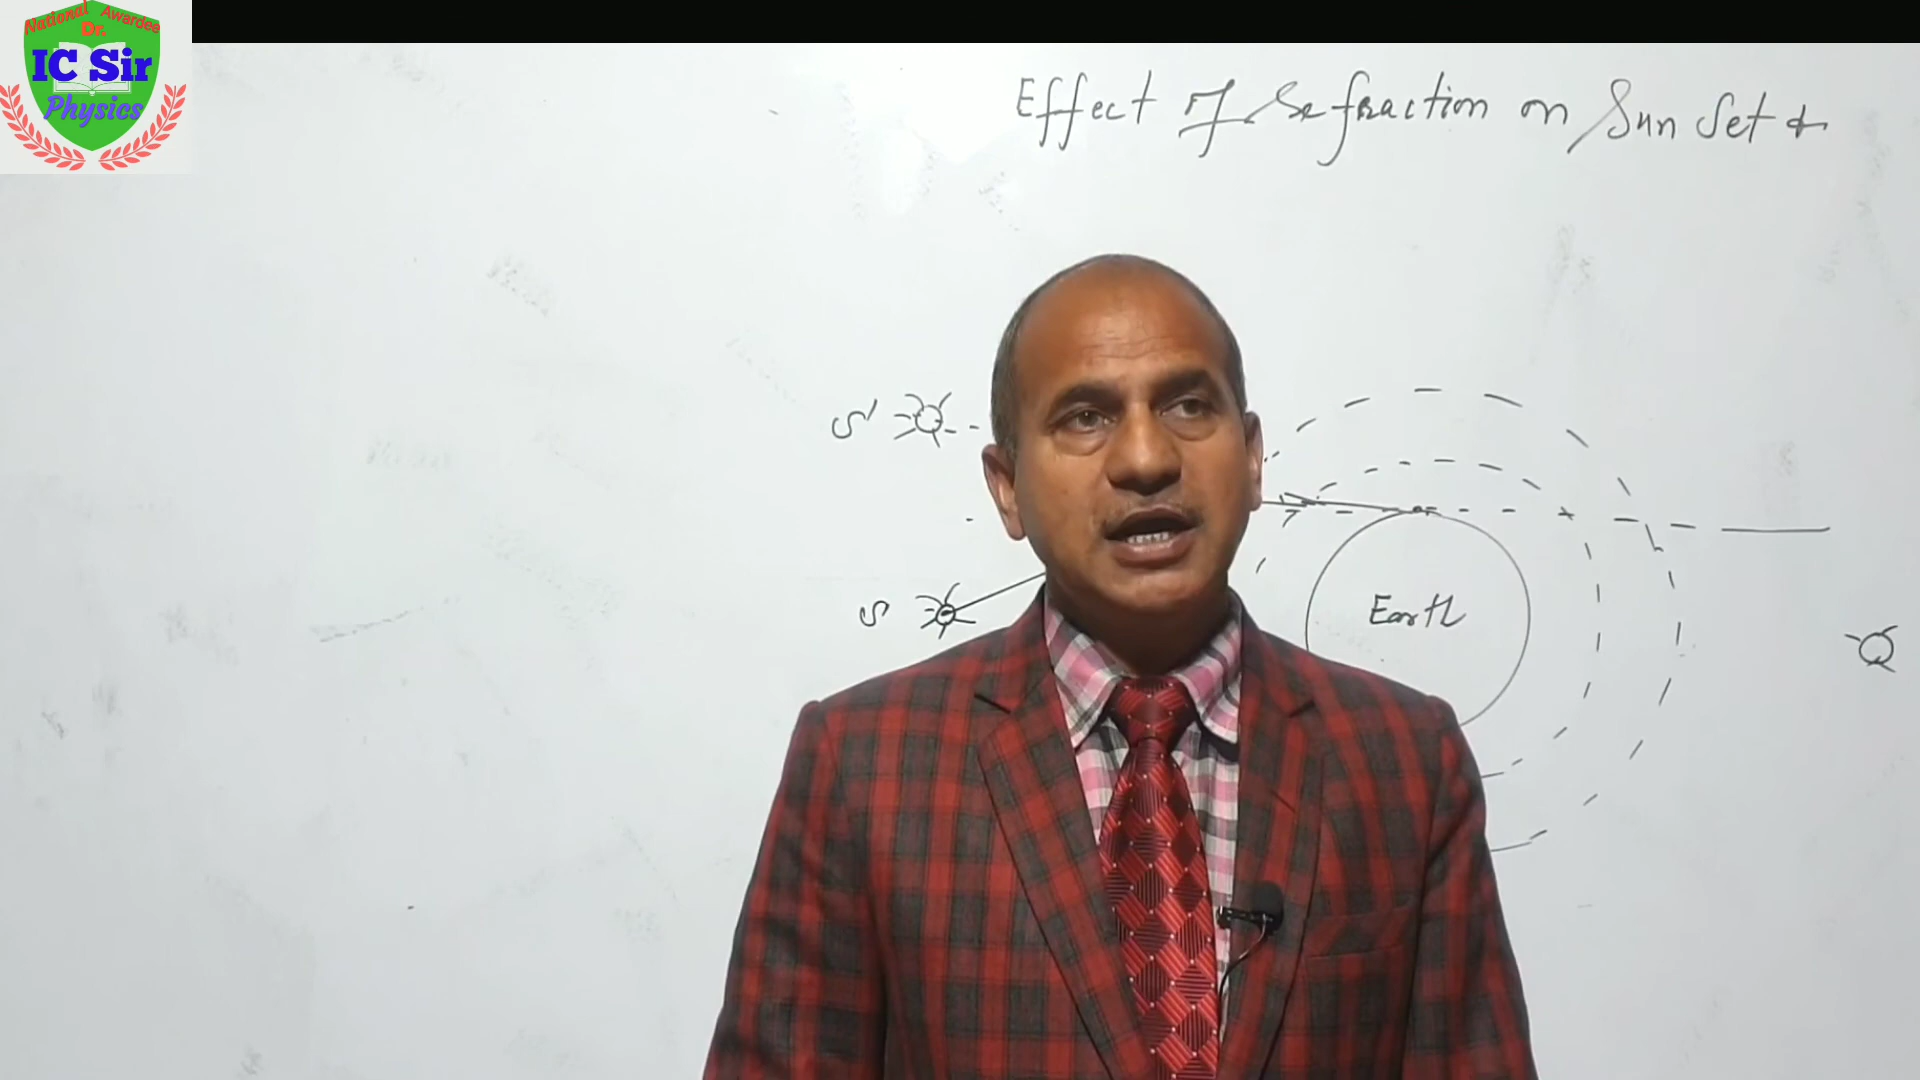 National Awardee
Dr.
IC Sir
Physics
Effect of Refraction on Sun Set &
S'
S
Earth